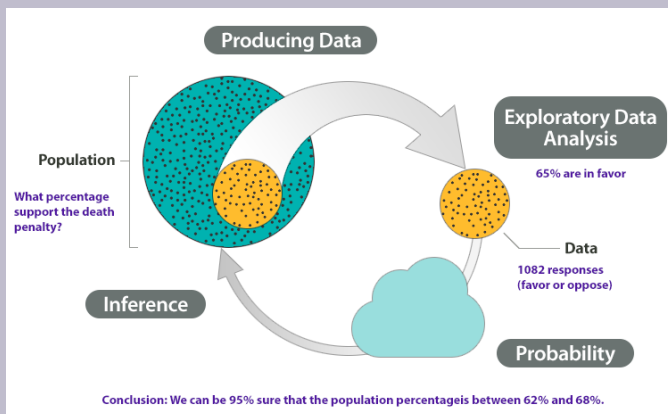 Producing Data
Exploratory Data
Analysis
65% are in favor
Population
What percentage
support the death
penalty?
Data
1082 responses
(favor or oppose)
Inference
Probability
Conclusion: We can be 95% sure that the population percentageis between 62% and 68%.